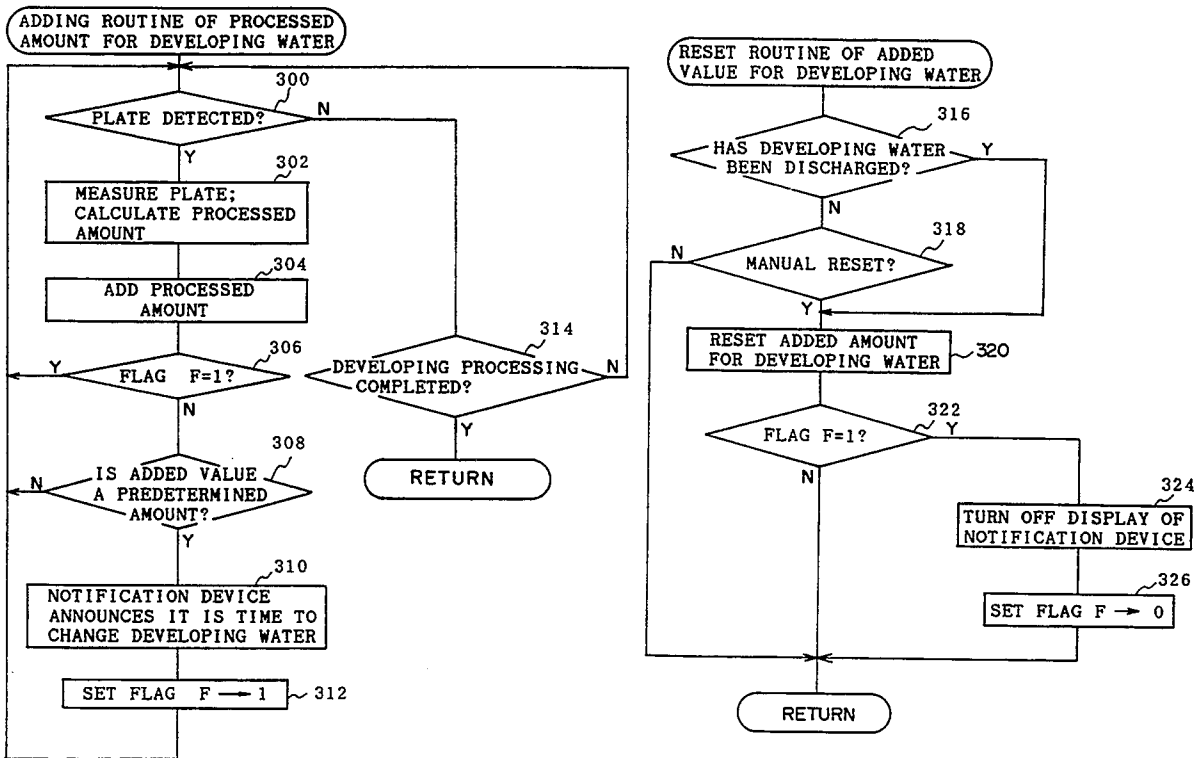 ADDING ROUTINE OF PROCESSED
AMOUNT FOR DEVELOPING WATER
300
PLATE DETECTED?
N
Y
302
MEASURE PLATE;
CALCULATE PROCESSED
AMOUNT
304
ADD PROCESSED
AMOUNT
306
Y
FLAG F=1?
N
308
N
IS ADDED VALUE
A PREDETERMINED
AMOUNT?
Y
310
NOTIFICATION DEVICE
ANNOUNCES IT IS TIME TO
CHANGE DEVELOPING WATER
SET FLAG F → 1
312
314
DEVELOPING PROCESSING
COMPLETED?
N
Y
RETURN
RESET ROUTINE OF ADDED
VALUE FOR DEVELOPING WATER
316
HAS DEVELOPING WATER
BEEN DISCHARGED?
Y
N
318
N
MANUAL RESET?
Y
RESET ADDED AMOUNT
FOR DEVELOPING WATER
320
322
FLAG F=1?
Y
N
324
TURN OFF DISPLAY OF
NOTIFICATION DEVICE
326
SET FLAG F → 0
RETURN